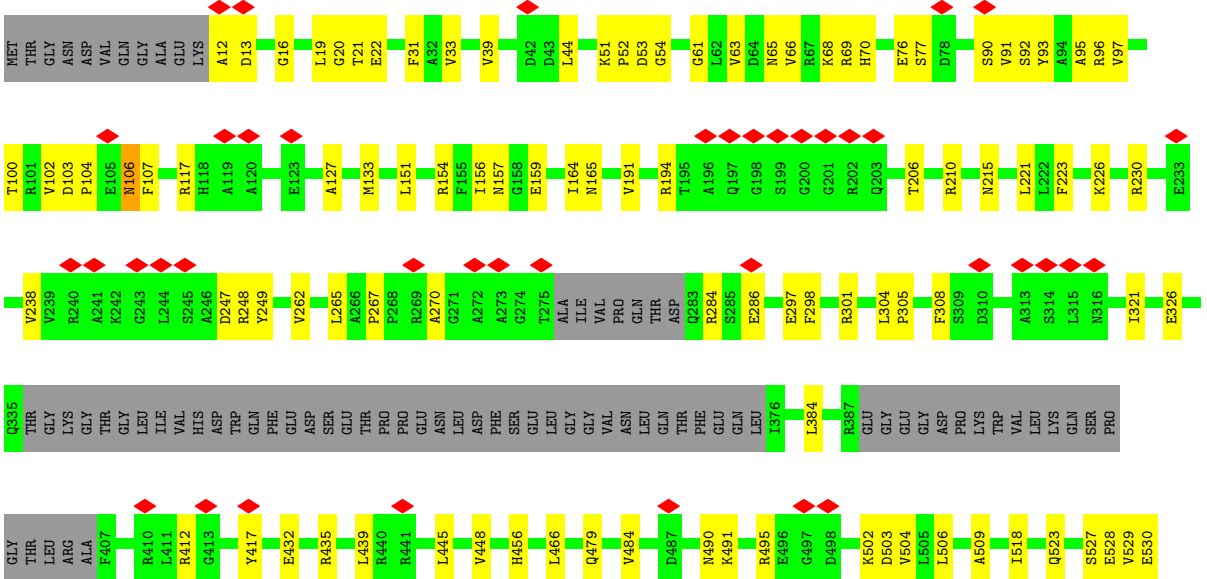 MET THR GLY ASN ASP VAL GLN GLY ALA GLU LYS A12 D13 G16 L19 G20 T21 E22 F31 A32 V33 V39 D42 D43 L44 K51 P52 D53 G54 G61 L62 V63 D64 N65 V66 R67 K68 R69 H70 E76 S77 D78 S90 V91 S92 Y93 A94 A95 R96 V97
T100 R101 V102 D103 P104 E105 N106 F107 R117 H118 A119 A120 E123 A127 M133 L151 R154 F155 I156 N157 G158 E159 I164 N165 V191 R194 T195 A196 Q197 G198 S199 G200 G201 R202 Q203 T206 R210 N215 L221 L222 F223 K226 R230 E233
V238 V239 R240 A241 K242 G243 L244 S245 A246 D247 R248 Y249 V262 L265 A266 P267 P268 R269 A270 G271 A272 A273 G274 T275 ALA ILE VAL PRO GLN THR ASP Q283 R284 S285 E286 E297 F298 R301 L304 P305 F308 S309 D310 A313 S314 L315 N316 I321 E326
Q335 THR GLY LYS GLY THR GLY LEU ILE VAL HIS ASP TRP GLN PHE GLU ASP SER GLU THR PRO PRO GLU ASN LEU ASP PHE SER GLU LEU GLY GLY VAL ASN LEU GLN THR PHE GLN GLN LEU I376 L384 R387 GLU GLY GLU GLY ASP PRO LYS TRP VAL LEU LYS GLN SER PRO
GLY THR LEU ARG ALA F407 R410 L411 R412 G413 Y417 E432 R435 L439 R440 R441 L445 V448 H456 L466 Q479 V484 D487 N490 K491 R495 E496 G497 D498 K502 D503 V504 L505 L506 A509 I518 Q523 S527 E528 V529 E530